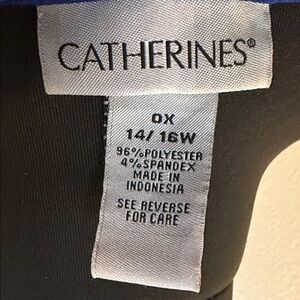 CATHERINES®
0X
14/16W
96%POLYESTER
4%SPANDEX
MADE IN
INDONESIA
SEE REVERSE
FOR CARE